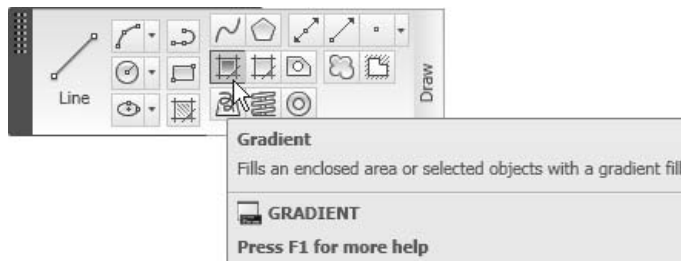 Line
Draw
Gradient
Fills an enclosed area or selected objects with a gradient fill
GRADIENT
Press F1 for more help